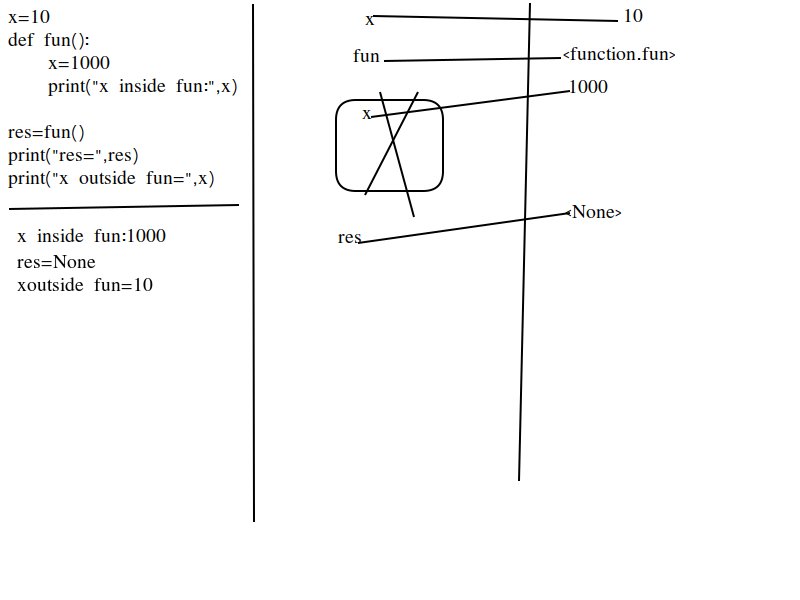 x=10
def fun():
x=1000
print("x inside fun:",x)
res=fun()
print("res=",res)
print("x outside fun=",x)
x inside fun:1000
res=None
xoutside fun=10
x
10
fun
<function.fun>
x
1000
res
<None>